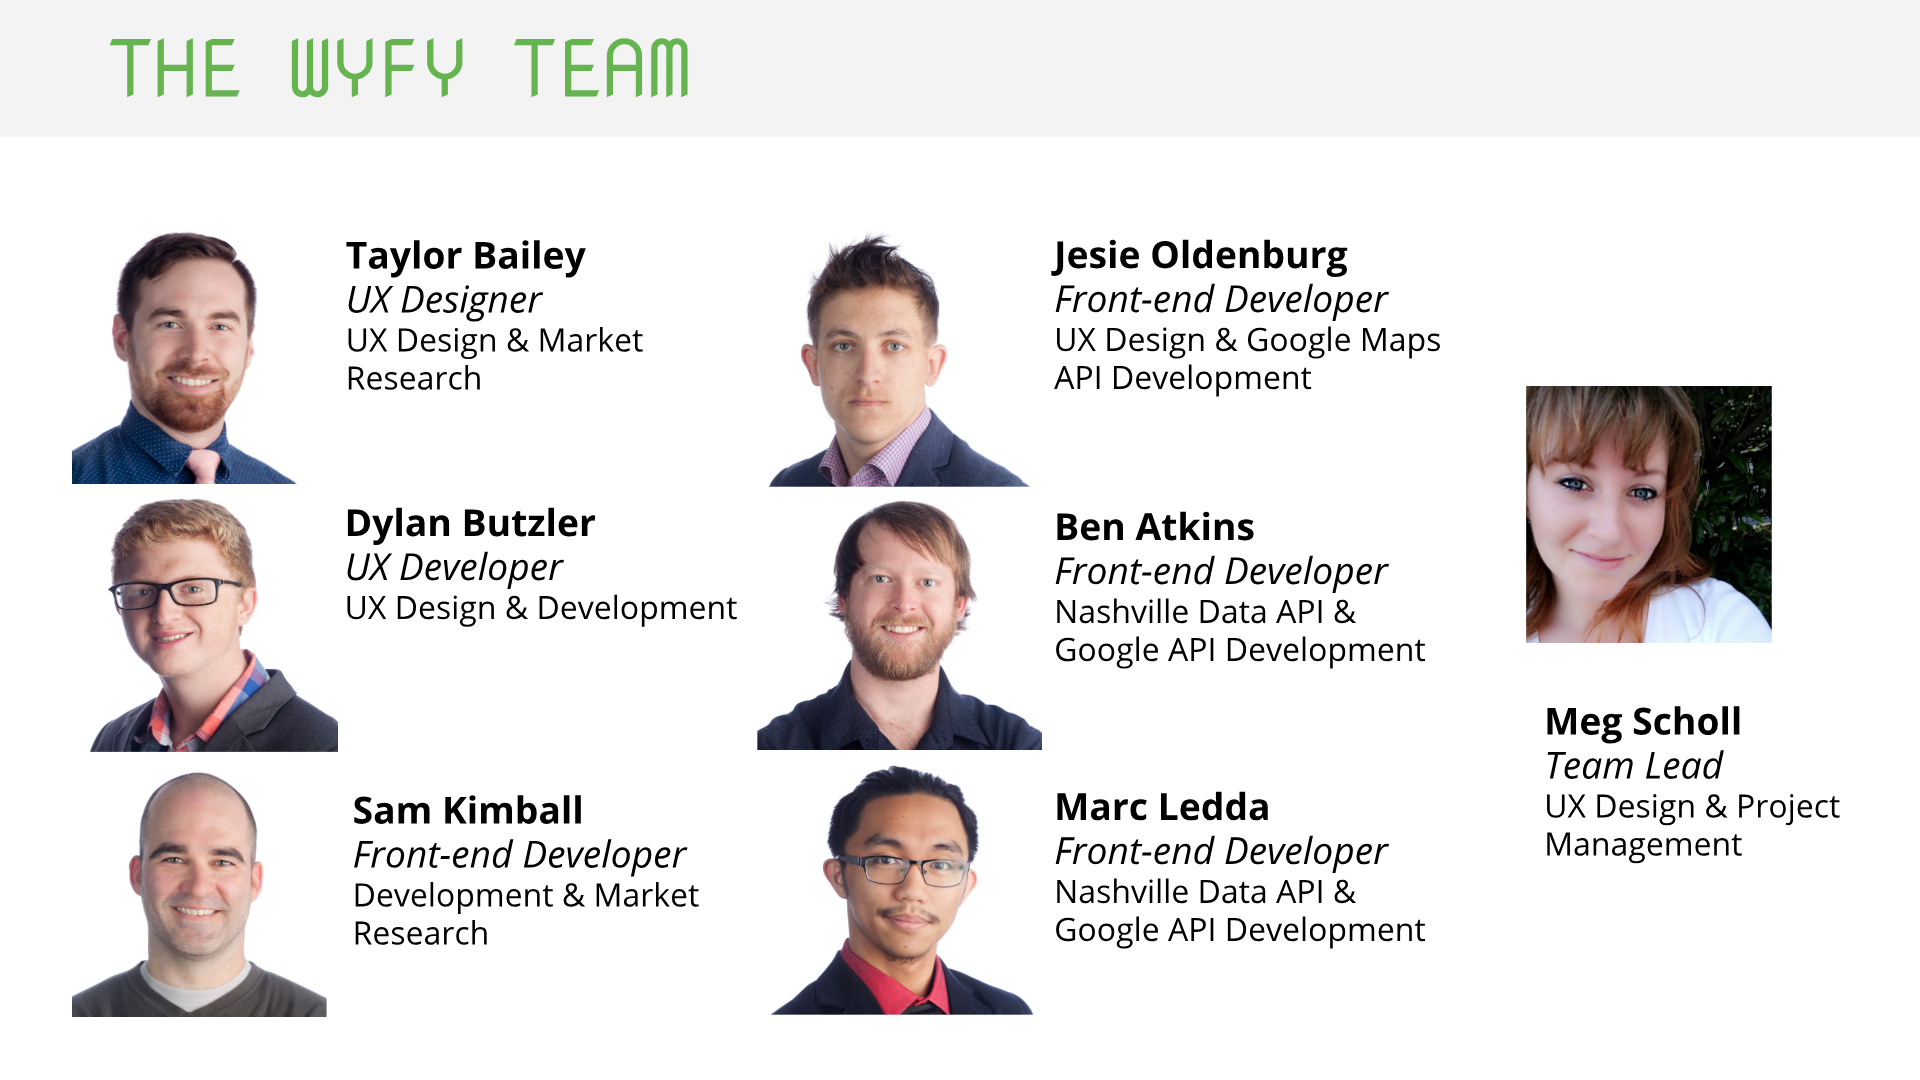 THE WYFY TEAM
Taylor Bailey
UX Designer
UX Design & Market
Research
Dylan Butzler
UX Developer
UX Design & Development
Sam Kimball
Front-end Developer
Development & Market
Research
Jesie Oldenburg
Front-end Developer
UX Design & Google Maps
API Development
Ben Atkins
Front-end Developer
Nashville Data API &
Google API Development
Marc Ledda
Front-end Developer
Nashville Data API &
Google API Development
Meg Scholl
Team Lead
UX Design & Project
Management